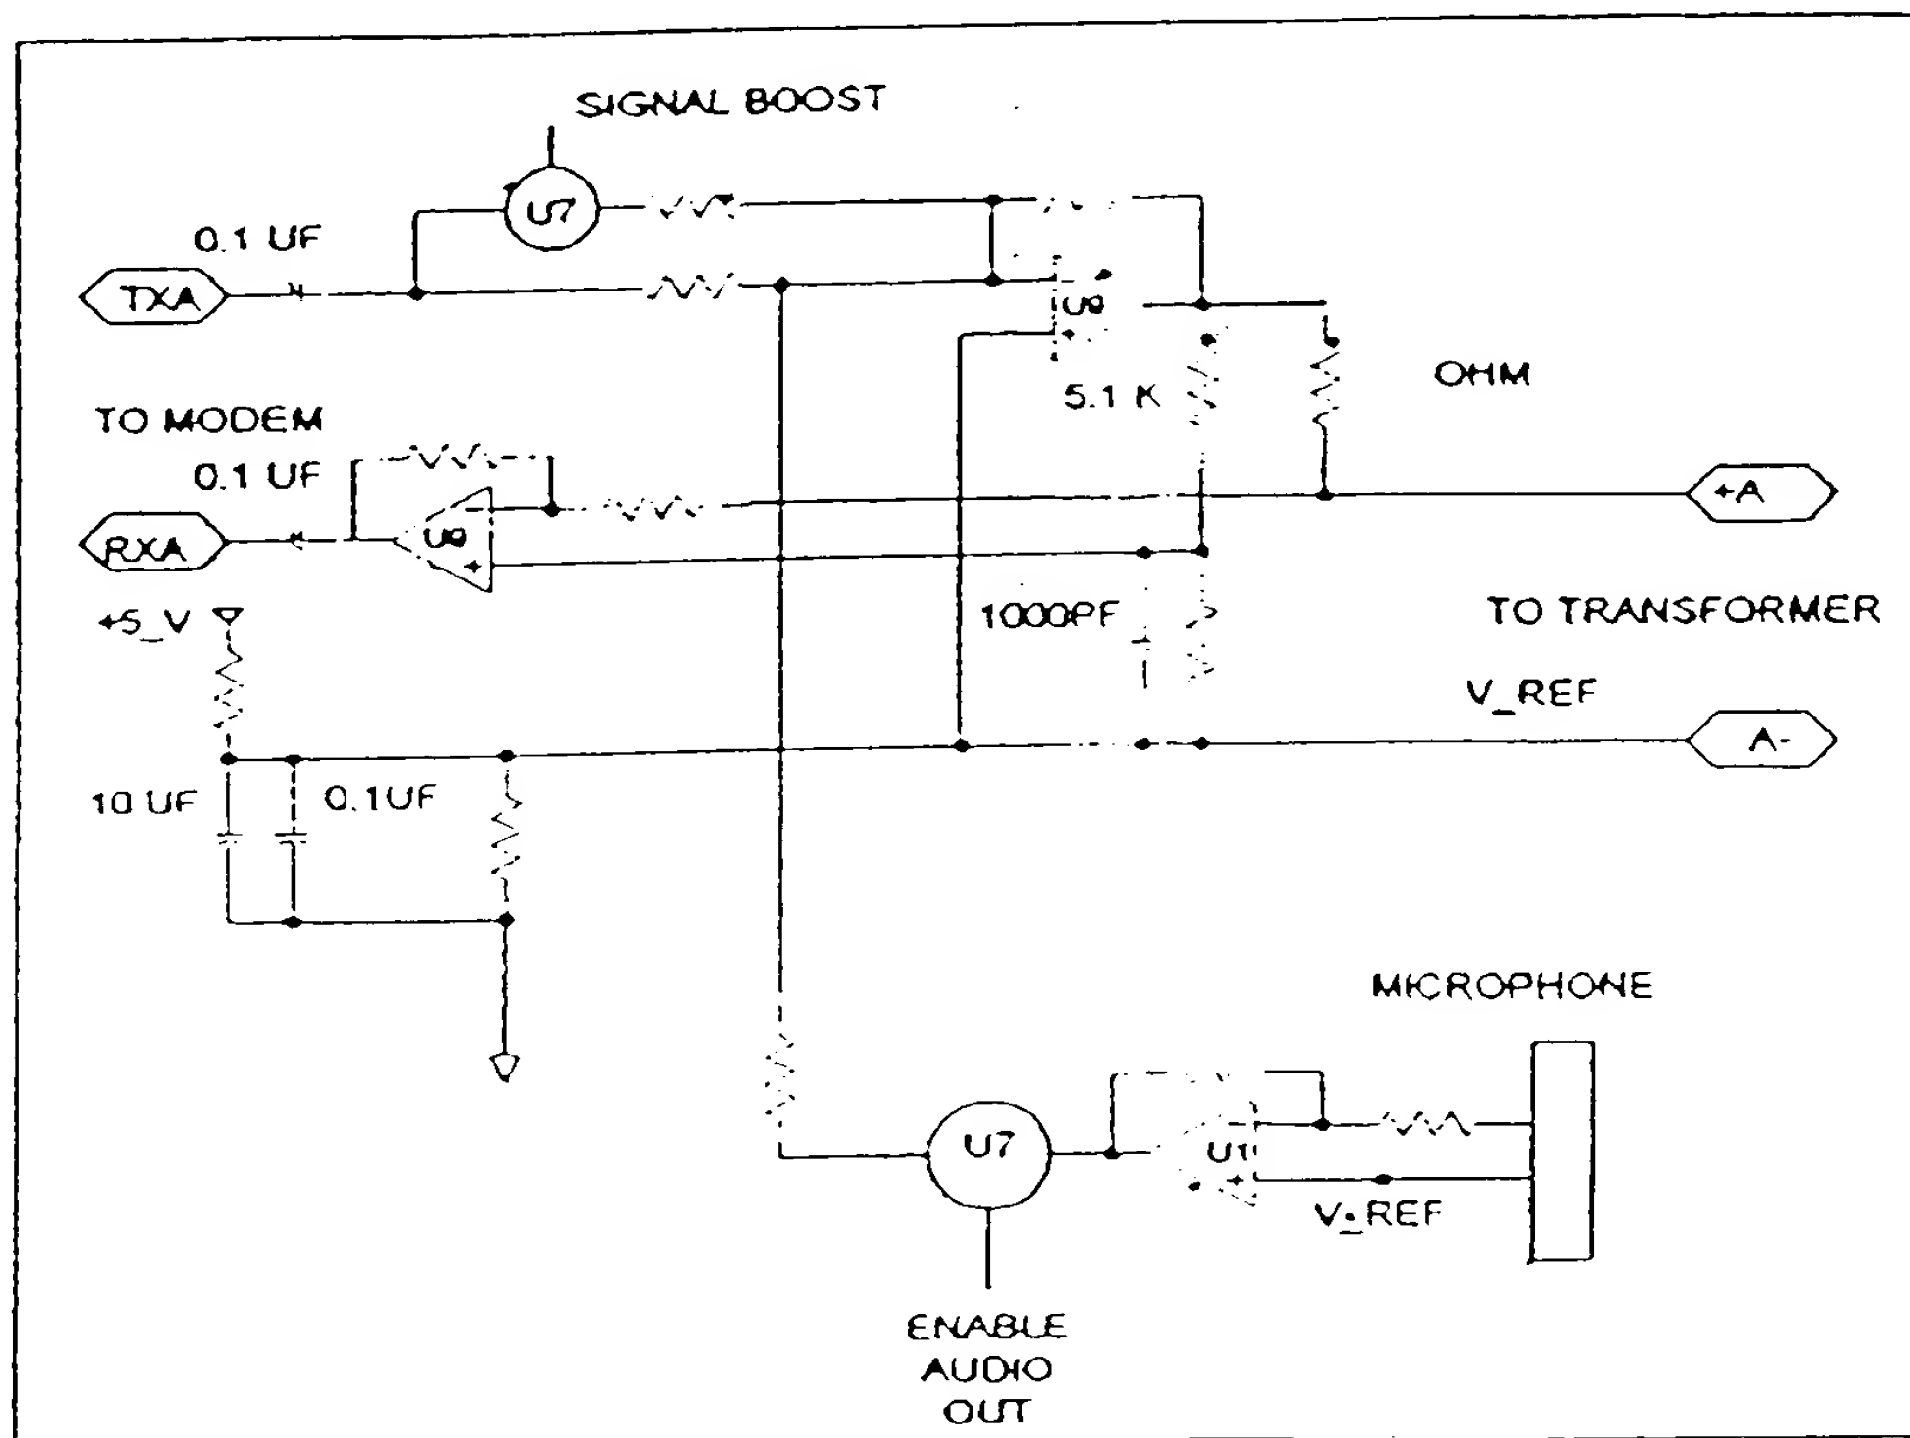 SIGNAL BOOST
U7
0.1 UF
TXA
U9
+
5.1 K
OHM
TO MODEM
0.1 UF
+A
RXA
U9
+
+5_V
1000PF
TO TRANSFORMER
V_REF
A-
10 UF
0.1UF
MICROPHONE
U7
U1
+
V_REF
ENABLE
AUDIO
OUT